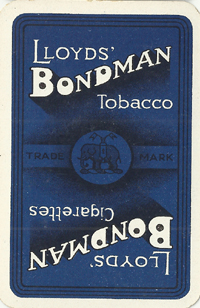 LLOYDS'
BONDMAN
Tobacco
TRADE MARK
Cigarettes
BONDMAN
LLOYDS'